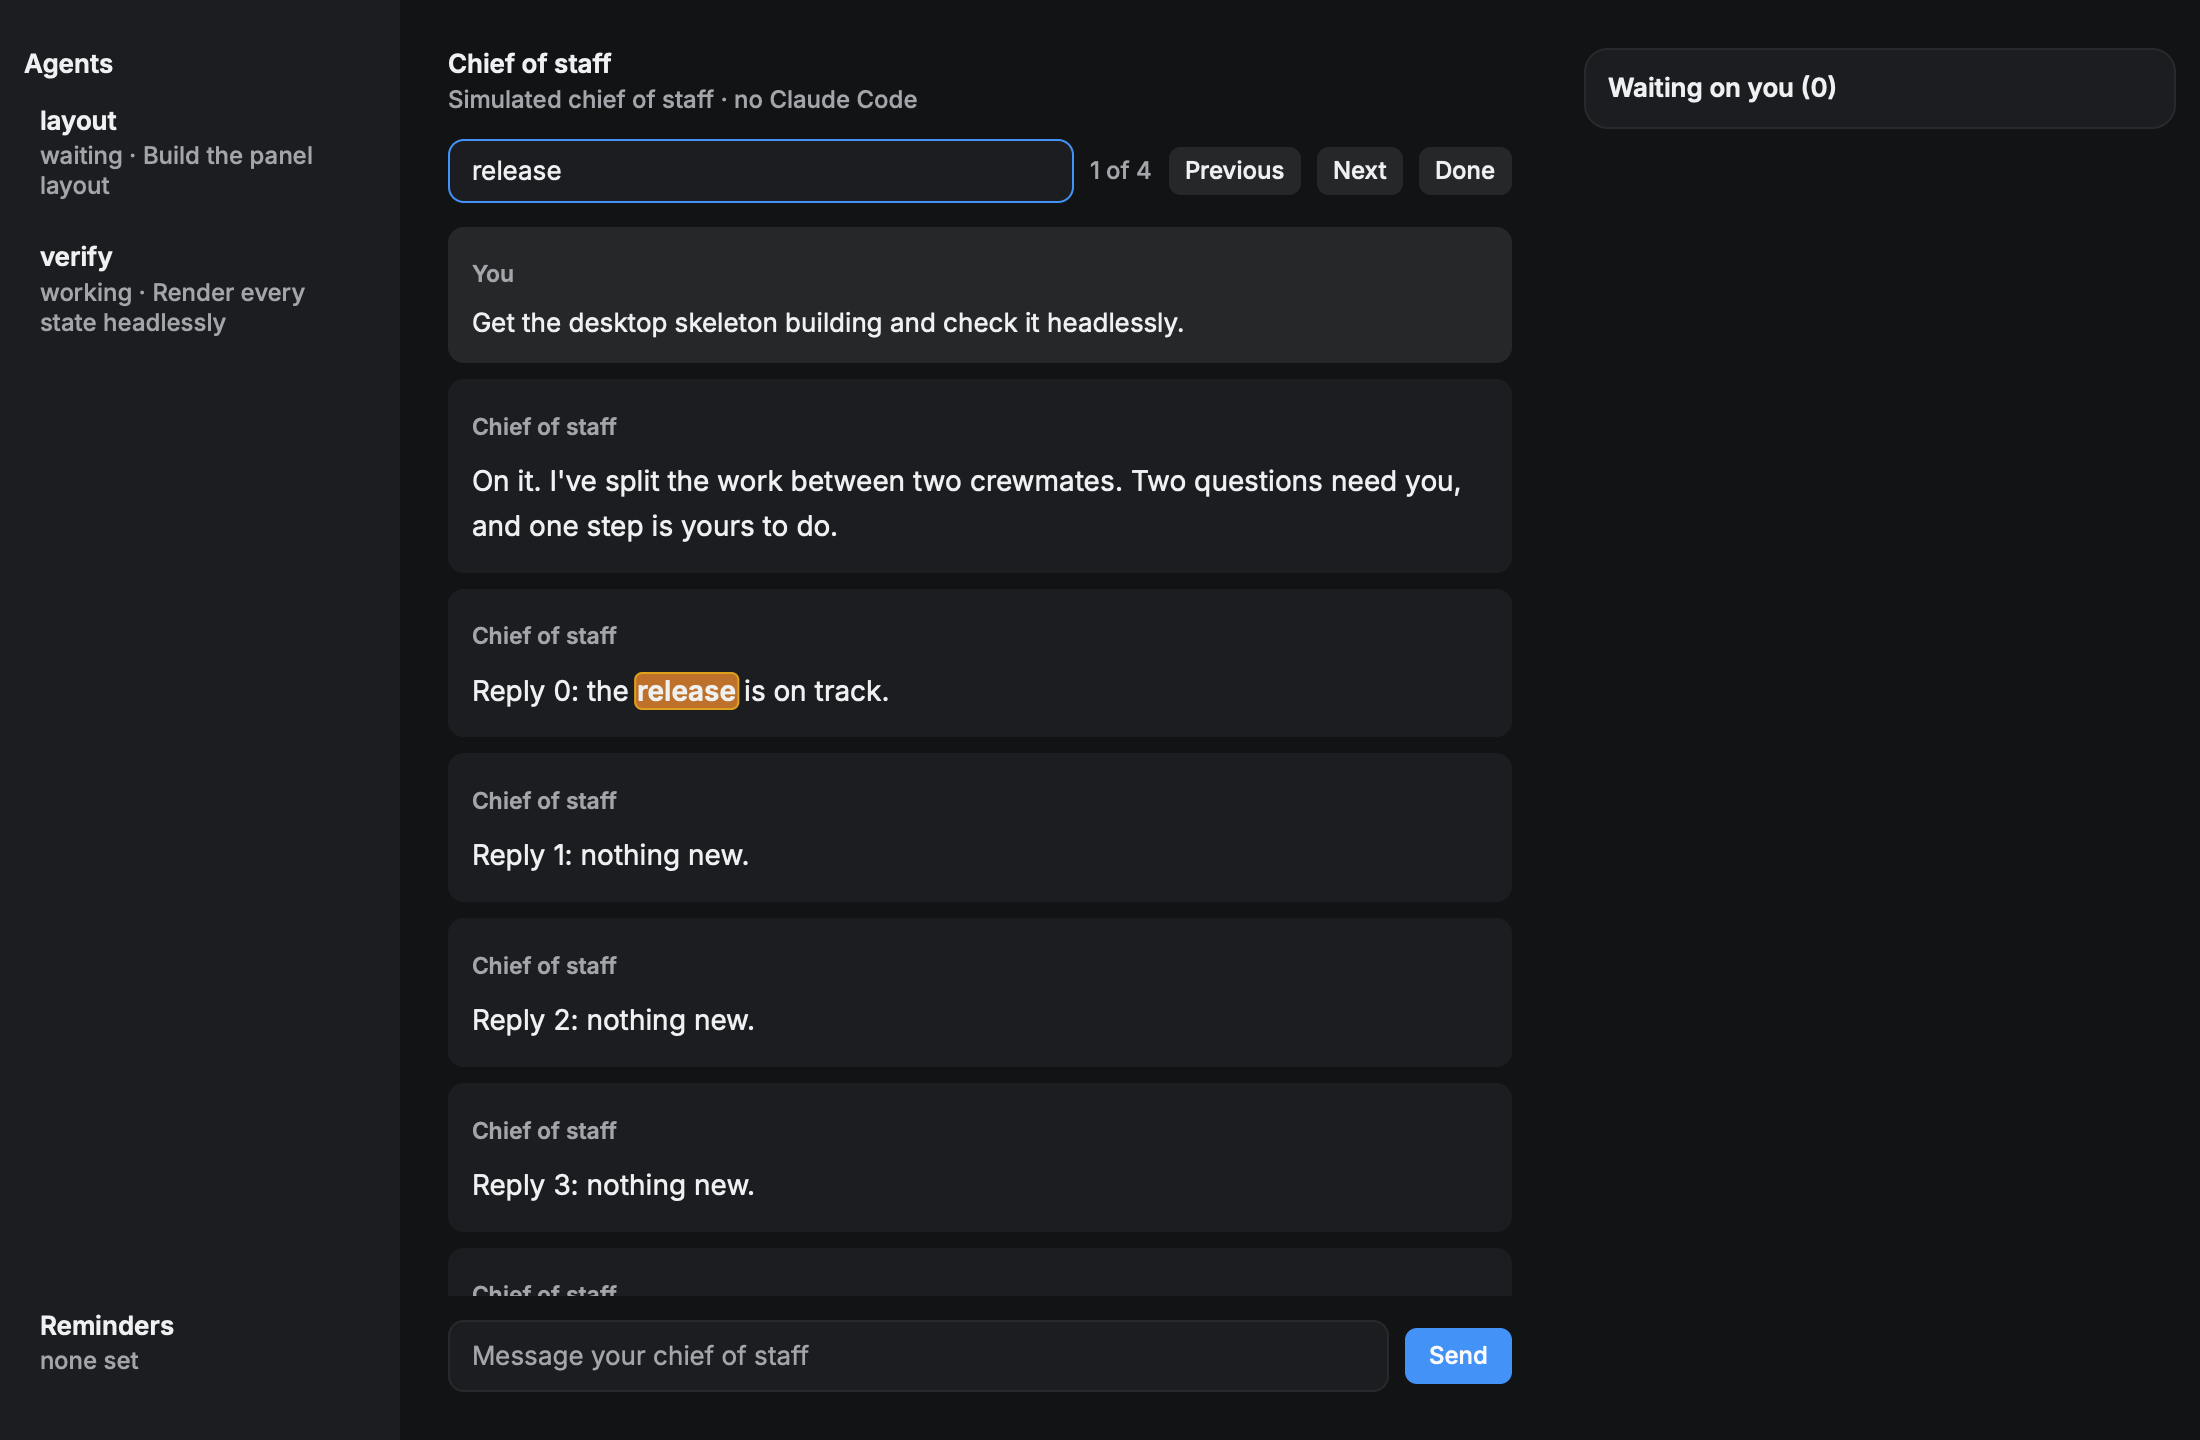 Agents
layout
waiting · Build the panel
layout
verify
working · Render every
state headlessly
Reminders
none set
Chief of staff
Simulated chief of staff · no Claude Code
release
1 of 4
Previous
Next
Done
You
Get the desktop skeleton building and check it headlessly.
Chief of staff
On it. I've split the work between two crewmates. Two questions need you,
and one step is yours to do.
Chief of staff
Reply 0: the release is on track.
Chief of staff
Reply 1: nothing new.
Chief of staff
Reply 2: nothing new.
Chief of staff
Reply 3: nothing new.
Chief of staff
Message your chief of staff
Send
Waiting on you (0)